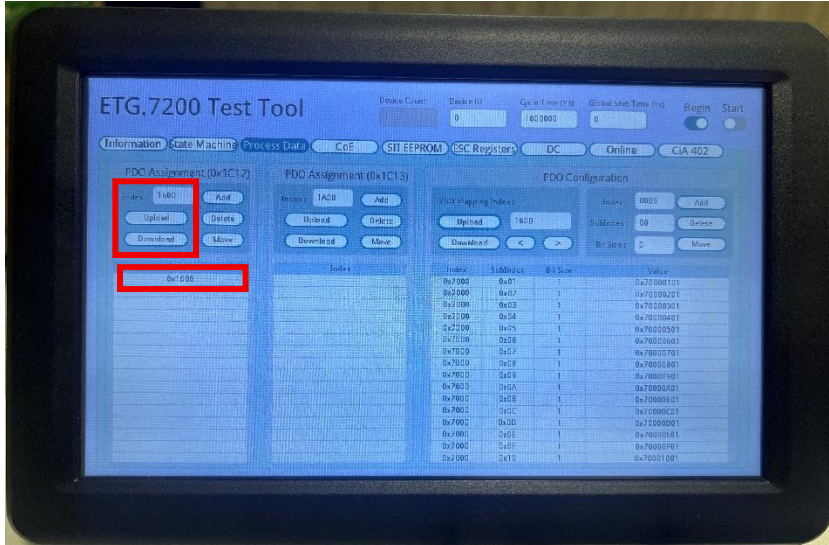 ETG.7200 Test Tool
Device Count Device ID Cycle Time (ns) Global Shift Time (ns) Begin Start
0 1000000 0
Information State Machine Process Data CoE SII EEPROM ESC Registers DC Online CiA 402
PDO Assignment (0x1C12) PDO Assignment (0x1C13) PDO Configuration
Index: 1600 Add Index: 1A00 Add PDO Mapping Index: Index: 0000 Add
Upload Delete Upload Delete Upload 1600 SubIndex: 00 Delete
Download Move Download Move Download < > Bit Size: 0 Move
Index Index SubIndex Bit Size Value
0x1600 0x7000 0x01 1 0x70000101
0x7000 0x02 1 0x70000201
0x7000 0x03 1 0x70000301
0x7000 0x04 1 0x70000401
0x7000 0x05 1 0x70000501
0x7000 0x06 1 0x70000601
0x7000 0x07 1 0x70000701
0x7000 0x08 1 0x70000801
0x7000 0x09 1 0x70000901
0x7000 0x0A 1 0x70000A01
0x7000 0x0B 1 0x70000B01
0x7000 0x0C 1 0x70000C01
0x7000 0x0D 1 0x70000D01
0x7000 0x0E 1 0x70000E01
0x7000 0x0F 1 0x70000F01
0x7000 0x10 1 0x70001001